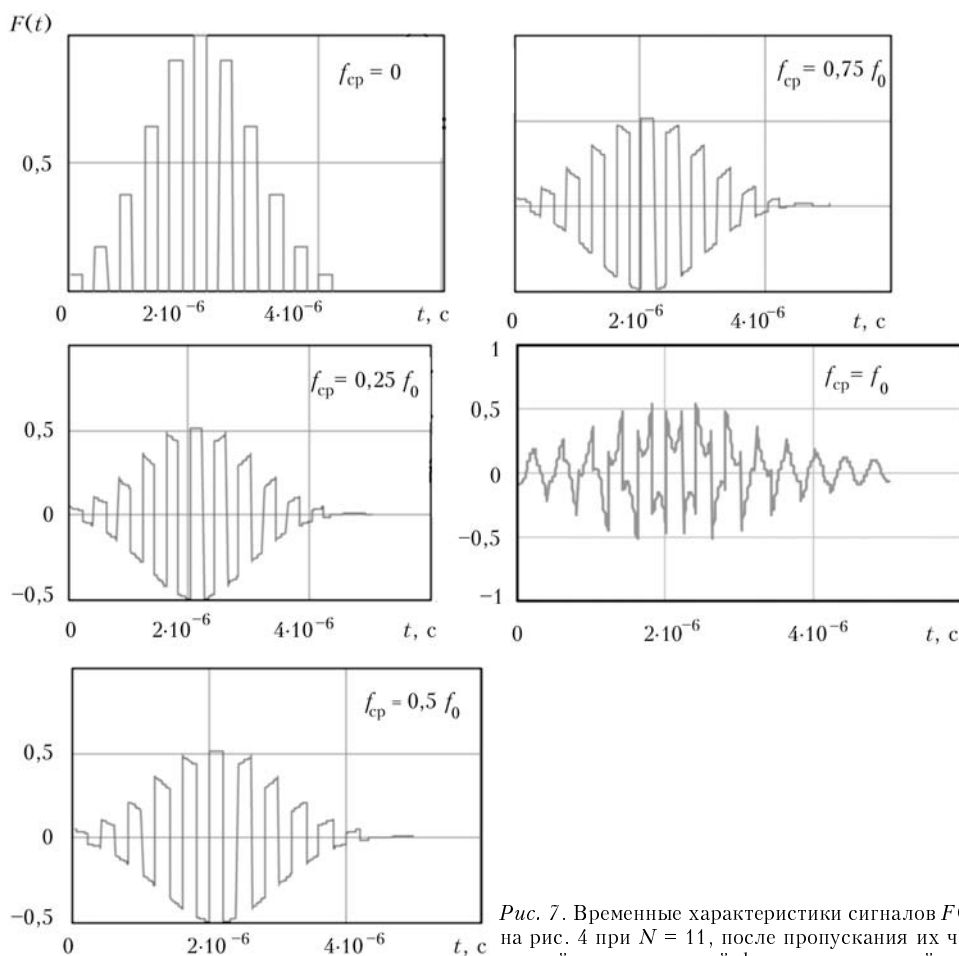 F(t)
f_ср = 0
0,5
0
2·10⁻⁶
4·10⁻⁶
t, с
f_ср = 0,75 f₀
0
2·10⁻⁶
4·10⁻⁶
t, с
f_ср = 0,25 f₀
0,5
0
−0,5
0
2·10⁻⁶
4·10⁻⁶
t, с
f_ср = f₀
1
0,5
0
−0,5
−1
0
2·10⁻⁶
4·10⁻⁶
t, с
f_ср = 0,5 f₀
0,5
0
−0,5
0
2·10⁻⁶
4·10⁻⁶
t, с
Рис. 7. Временные характеристики сигналов F(
на рис. 4 при N = 11, после пропускания их ч